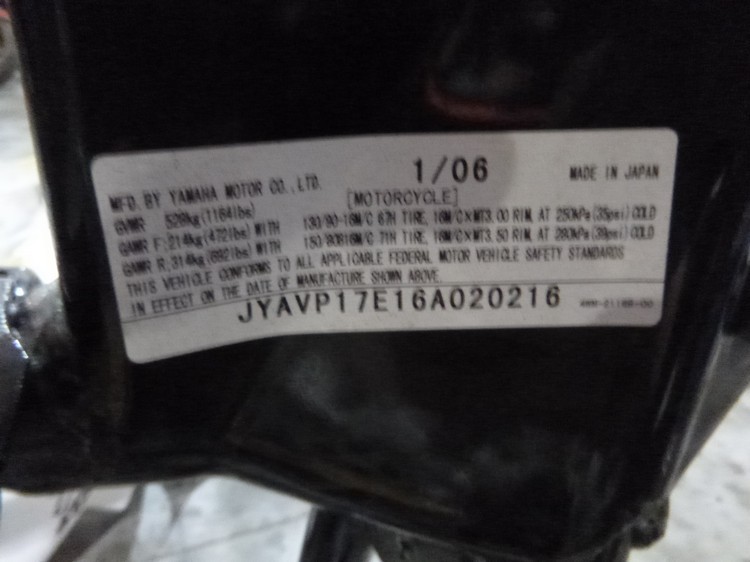 1/06
MFD. BY YAMAHA MOTOR CO., LTD.
MADE IN JAPAN
[MOTORCYCLE]
GVWR 528kg(1164lbs)
GAWR F: 214kg(472lbs) WITH 130/90-16M/C 67H TIRE, 16M/C×MT3.00 RIM, AT 250kPa(35psi) COLD
GAWR R: 314kg(692lbs) WITH 150/80B16M/C 71H TIRE, 16M/C×MT3.50 RIM, AT 280kPa(39psi) COLD
THIS VEHICLE CONFORMS TO ALL APPLICABLE FEDERAL MOTOR VEHICLE SAFETY STANDARDS
IN EFFECT ON THE DATE OF MANUFACTURE SHOWN ABOVE.
JYAVP17E16A020216